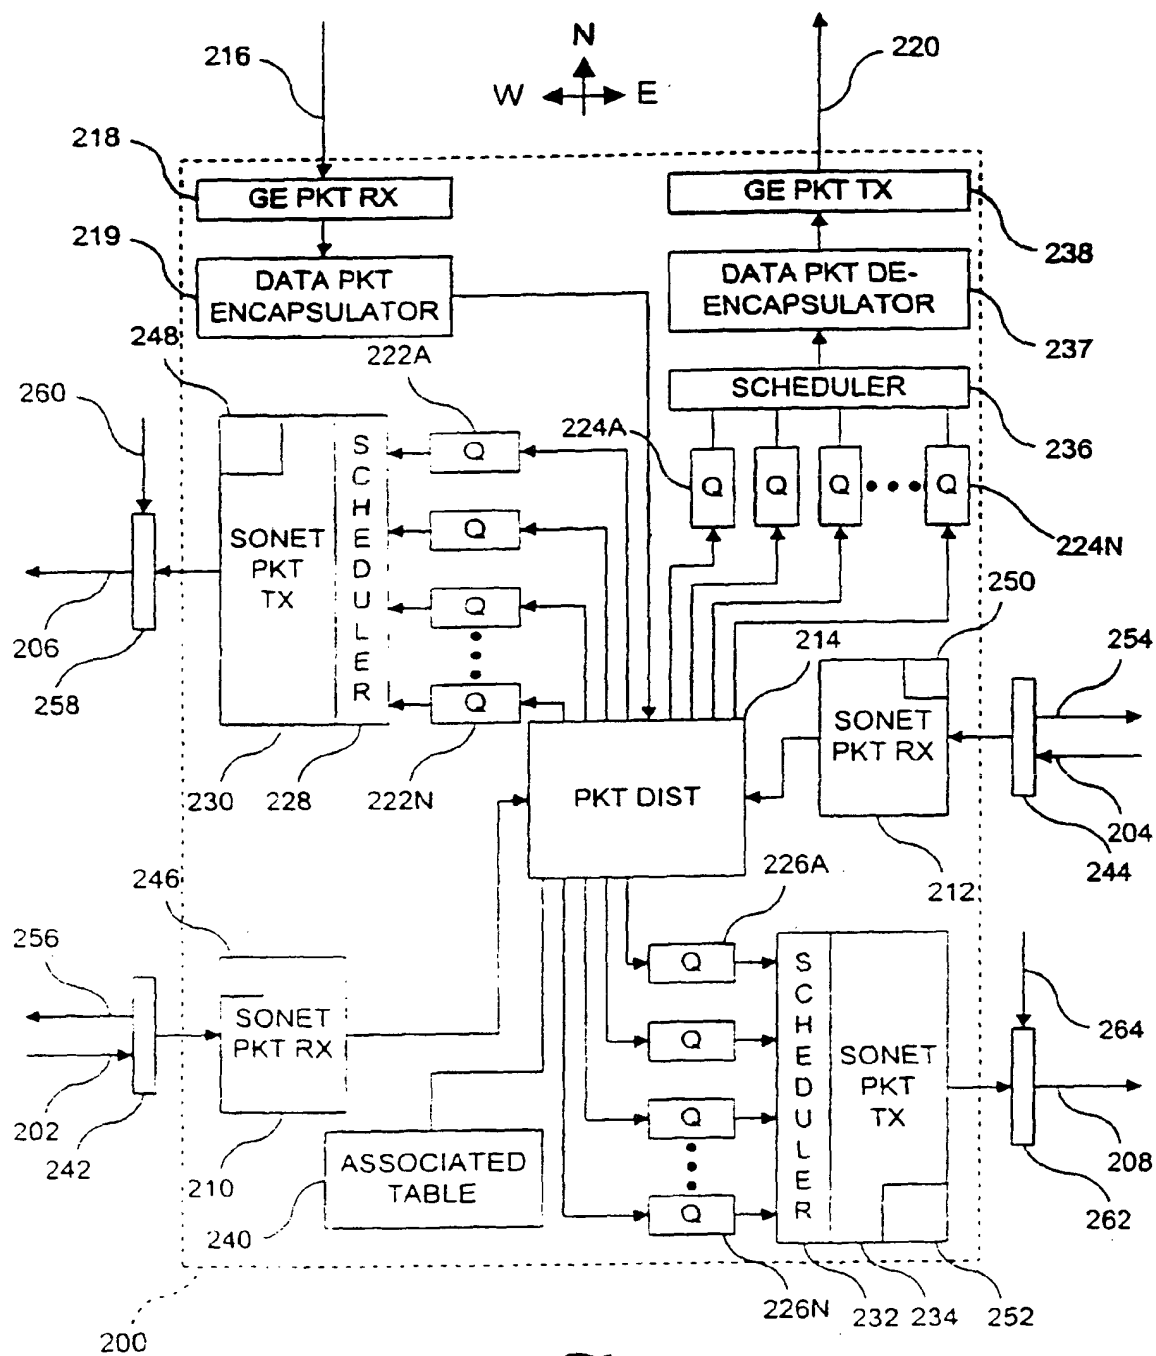 N
216
220
W
E
218
GE PKT RX
GE PKT TX
219
238
DATA PKT
ENCAPSULATOR
DATA PKT DE-
ENCAPSULATOR
248
222A
237
260
SCHEDULER
224A
236
SCHEDULER
Q
Q
Q
Q
Q
Q
224N
SONET
PKT
TX
Q
250
206
214
254
258
Q
SONET
PKT RX
230
228
222N
PKT DIST
204
244
226A
212
246
256
Q
SCHEDULER
264
SONET
PKT RX
Q
SONET
PKT
TX
202
242
Q
208
ASSOCIATED
TABLE
210
262
240
Q
226N
232
234
252
200